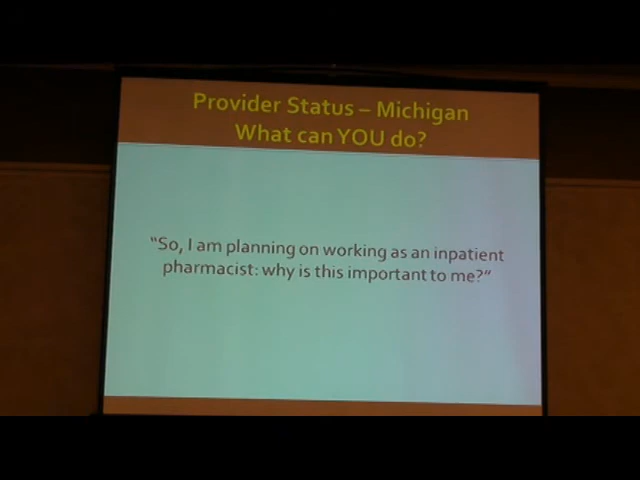 Provider Status – Michigan
What can YOU do?
"So, I am planning on working as an inpatient
pharmacist: why is this important to me?"